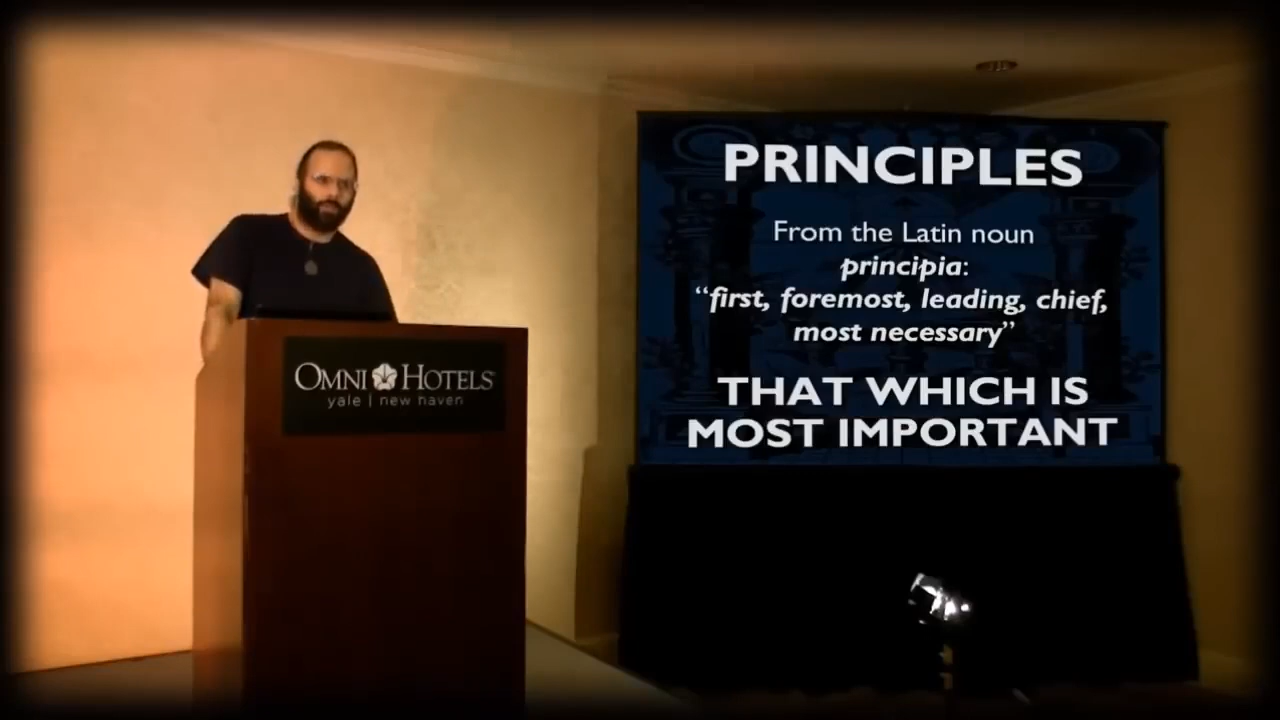 OMNI HOTELS
yale | new haven
PRINCIPLES
From the Latin noun
principia:
“first, foremost, leading, chief,
most necessary”
THAT WHICH IS
MOST IMPORTANT